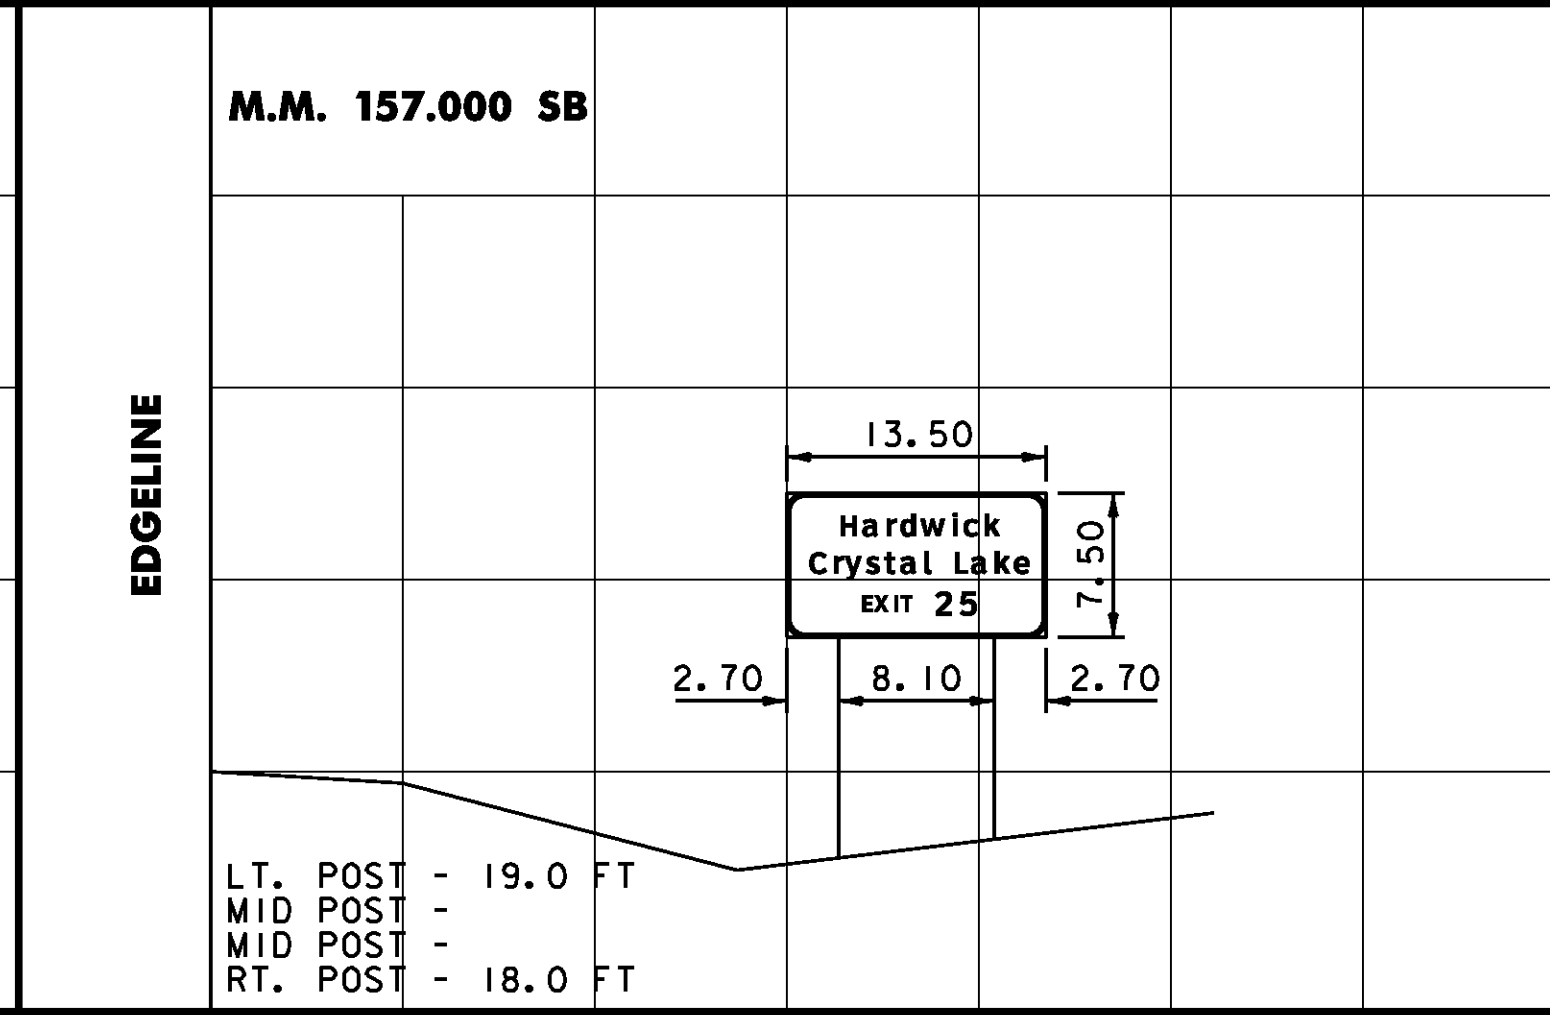 M.M. 157.000 SB
EDGELINE
13.50
Hardwick
Crystal Lake
EXIT 25
7.50
2.70
8.10
2.70
LT. POST - 19.0 FT
MID POST -
MID POST -
RT. POST - 18.0 FT